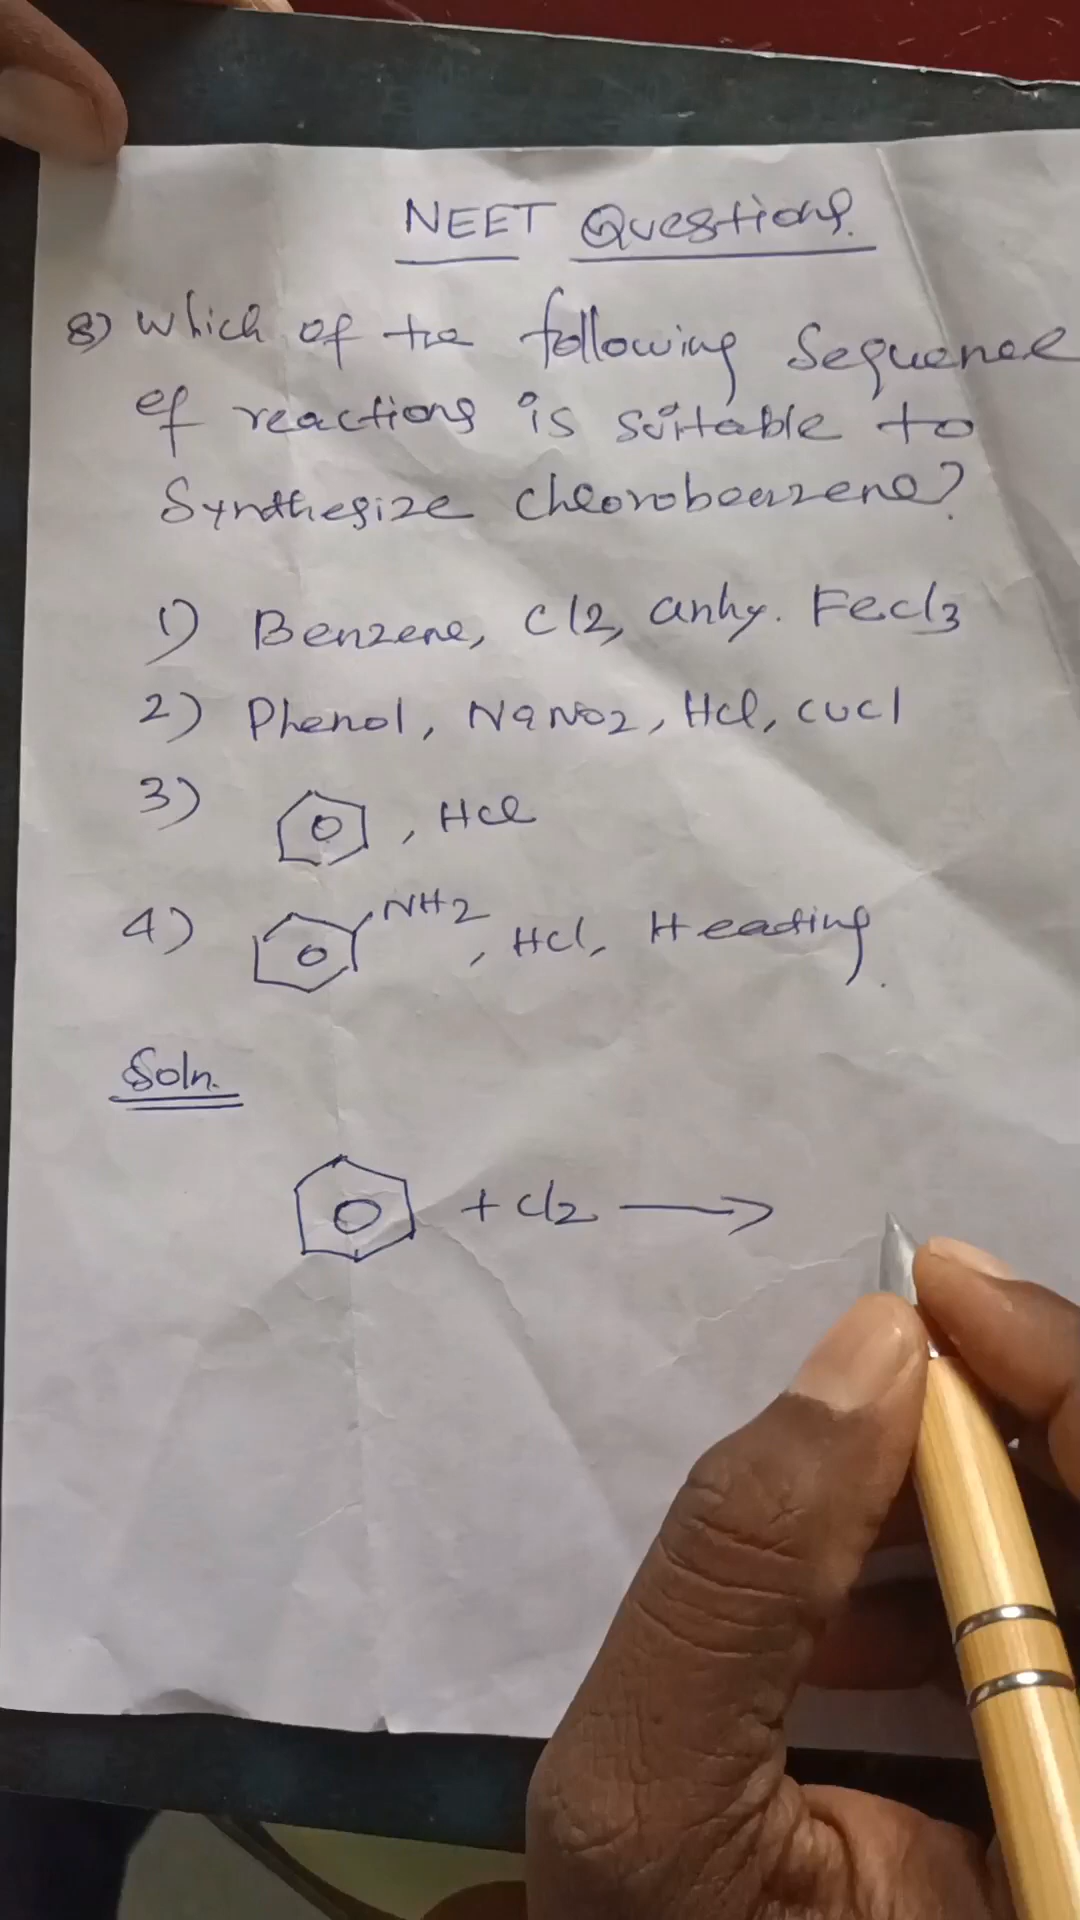 NEET Questions.
8) Which of the following Sequence
of reactions is suitable to
Synthesize chlorobenzene?
1) Benzene, Cl2, anhy. FeCl3
2) Phenol, NaNO2, HCl, CuCl
3) , HCl
4) NH2, HCl, Heating.
Soln.
+ Cl2 →